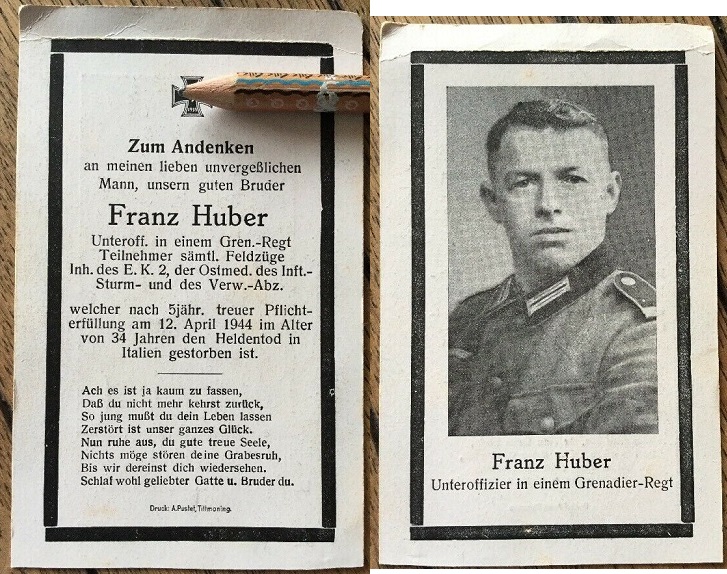 Zum Andenken
an meinen lieben unvergeßlichen
Mann, unsern guten Bruder
Franz Huber
Unteroff. in einem Gren.-Regt
Teilnehmer sämtl. Feldzüge
Inh. des E. K. 2, der Ostmed. des Inft.-
Sturm- und des Verw.-Abz.
welcher nach 5jähr. treuer Pflicht-
erfüllung am 12. April 1944 im Alter
von 34 Jahren den Heldentod in
Italien gestorben ist.
Ach es ist ja kaum zu fassen,
Daß du nicht mehr kehrst zurück,
So jung mußt du dein Leben lassen
Zerstört ist unser ganzes Glück.
Nun ruhe aus, du gute treue Seele,
Nichts möge stören deine Grabesruh,
Bis wir dereinst dich wiedersehen.
Schlaf wohl geliebter Gatte u. Bruder du.
Druck: A.Pustet, Tittmoning.
Franz Huber
Unteroffizier in einem Grenadier-Regt